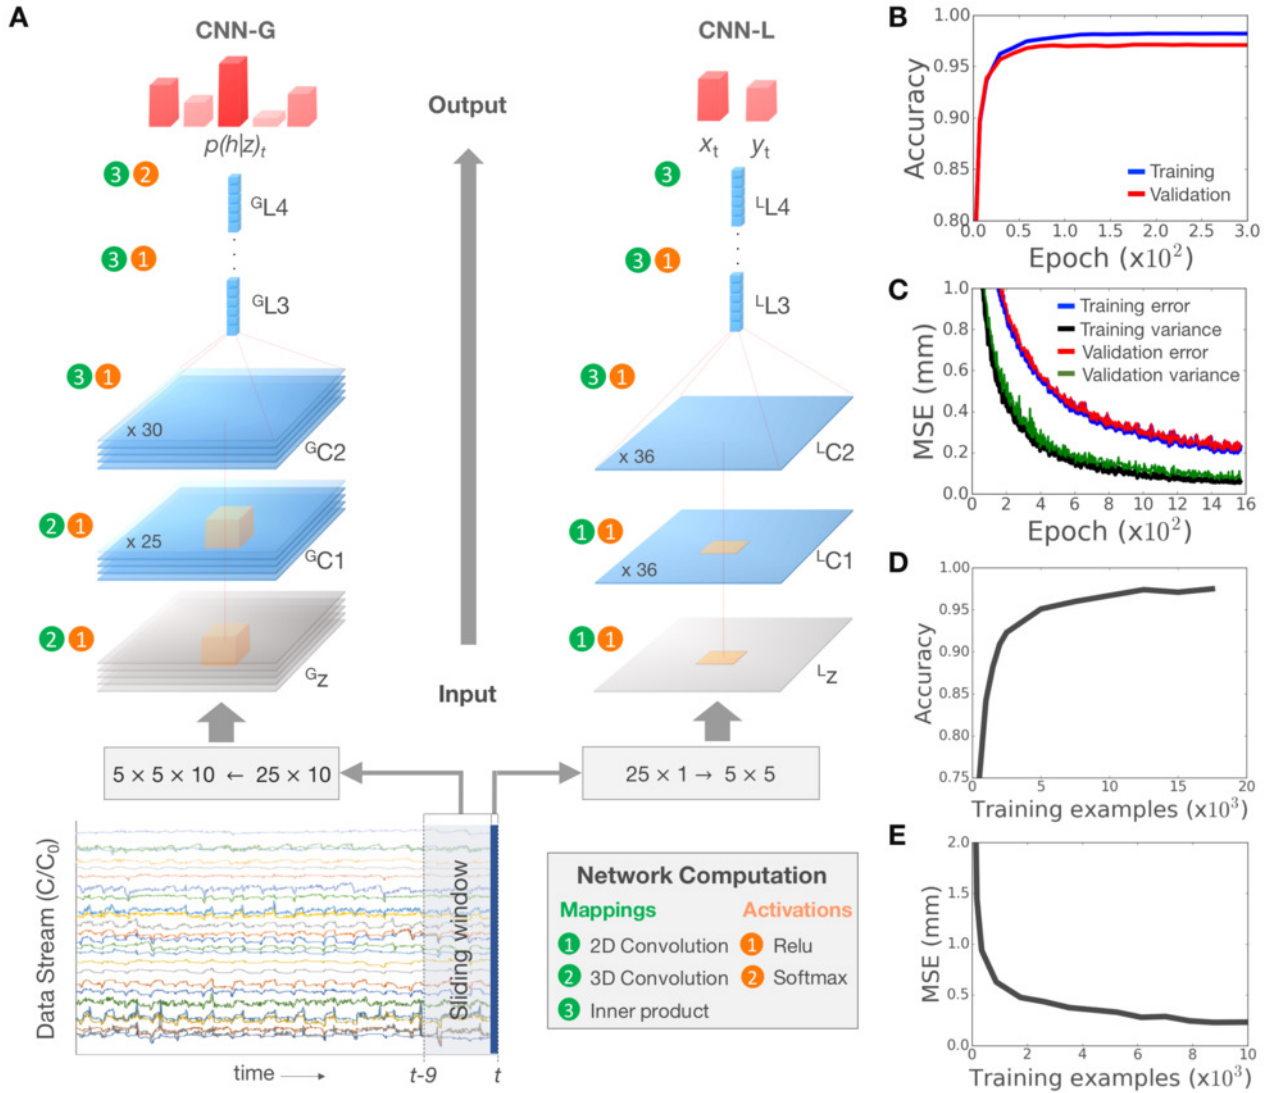 A
CNN-G
CNN-L
Output
p(h|z)t
xt yt
3 2
GL4
3
LL4
3 1
GL3
3 1
LL3
3 1
x 30
GC2
3 1
x 36
LC2
2 1
x 25
GC1
1 1
x 36
LC1
2 1
Gz
1 1
Lz
Input
5 × 5 × 10 ← 25 × 10
25 × 1 → 5 × 5
Data Stream (C/C0)
Sliding window
time
t-9
t
Network Computation
Mappings
Activations
1 2D Convolution
1 Relu
2 3D Convolution
2 Softmax
3 Inner product
B
Accuracy
1.00
0.95
0.90
0.85
0.80
Training
Validation
0.0 0.5 1.0 1.5 2.0 2.5 3.0
Epoch (x10²)
C
MSE (mm)
1.0
0.8
0.6
0.4
0.2
0.0
Training error
Training variance
Validation error
Validation variance
0 2 4 6 8 10 12 14 16
Epoch (x10²)
D
Accuracy
1.00
0.95
0.90
0.85
0.80
0.75
0 5 10 15 20
Training examples (x10³)
E
MSE (mm)
2.0
1.5
1.0
0.5
0.0
0 2 4 6 8 10
Training examples (x10³)